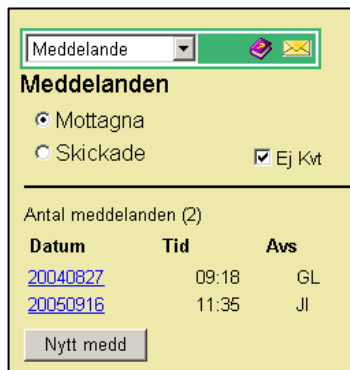 Meddelande
Meddelanden
Mottagna
Skickade
Ej Kvt
Antal meddelanden (2)
Datum Tid Avs
20040827 09:18 GL
20050916 11:35 JI
Nytt medd